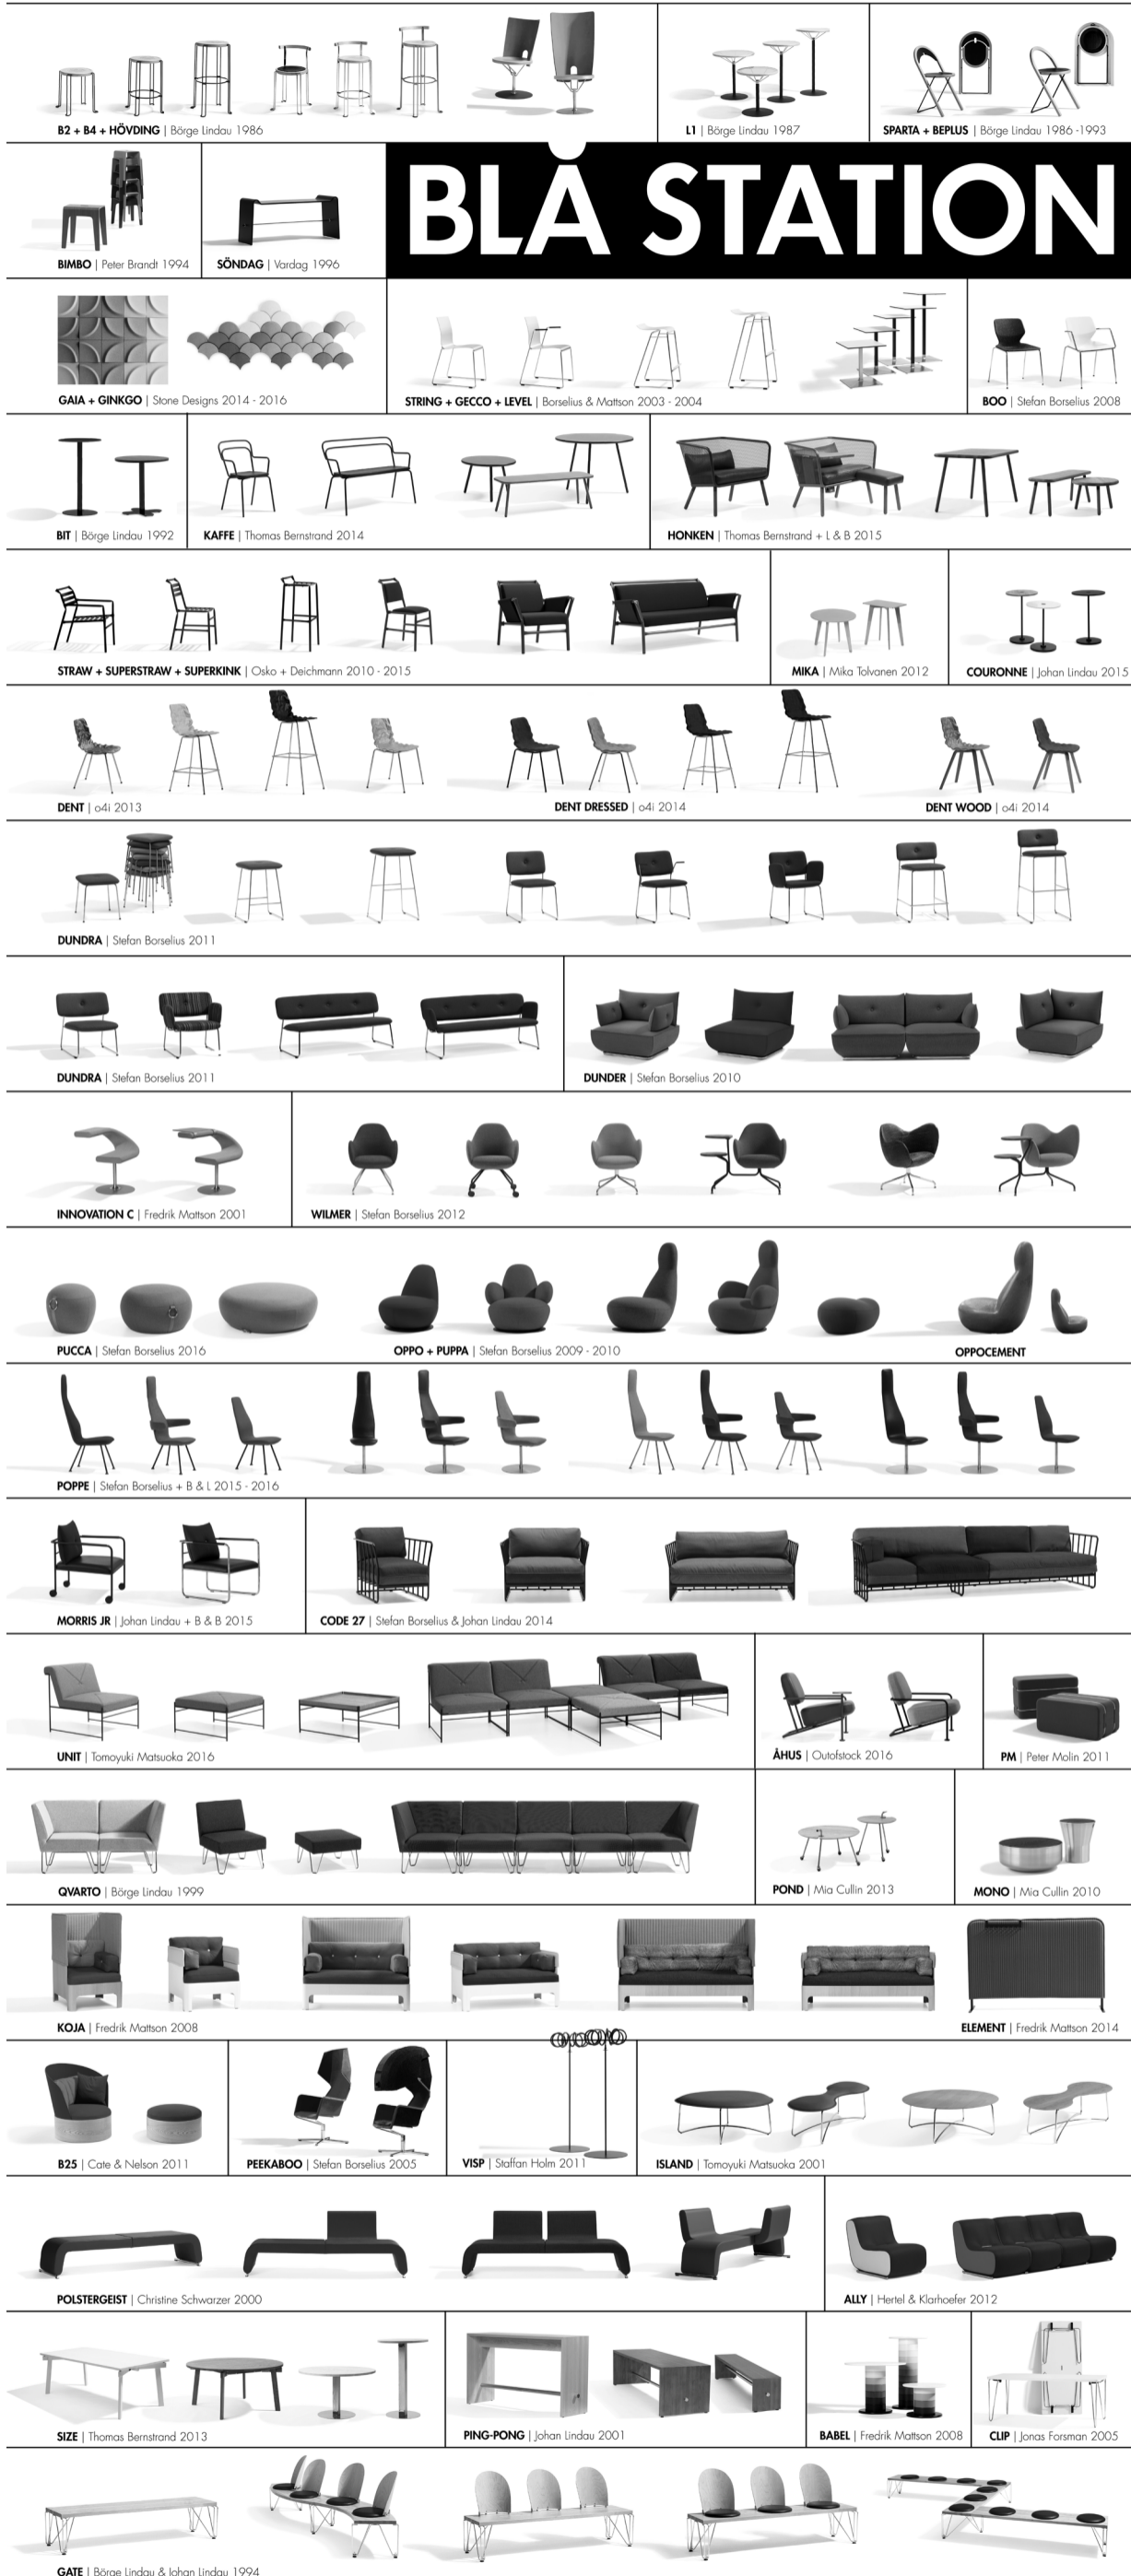 B2 + B4 + HÖVDING | Börge Lindau 1986
L1 | Börge Lindau 1987
SPARTA + BEPLUS | Börge Lindau 1986 -1993
BIMBO | Peter Brandt 1994
SÖNDAG | Vardag 1996
BLÅ STATION
GAIA + GINKGO | Stone Designs 2014 - 2016
STRING + GECCO + LEVEL | Borselius & Mattson 2003 - 2004
BOO | Stefan Borselius 2008
BIT | Börge Lindau 1992
KAFFE | Thomas Bernstrand 2014
HONKEN | Thomas Bernstrand + L & B 2015
STRAW + SUPERSTRAW + SUPERKINK | Osko + Deichmann 2010 - 2015
MIKA | Mika Tolvanen 2012
COURONNE | Johan Lindau 2015
DENT | o4i 2013
DENT DRESSED | o4i 2014
DENT WOOD | o4i 2014
DUNDRA | Stefan Borselius 2011
DUNDRA | Stefan Borselius 2011
DUNDER | Stefan Borselius 2010
INNOVATION C | Fredrik Mattson 2001
WILMER | Stefan Borselius 2012
PUCCA | Stefan Borselius 2016
OPPO + PUPPA | Stefan Borselius 2009 - 2010
OPPOCEMENT
POPPE | Stefan Borselius + B & L 2015 - 2016
MORRIS JR | Johan Lindau + B & B 2015
CODE 27 | Stefan Borselius & Johan Lindau 2014
UNIT | Tomoyuki Matsuoka 2016
ÅHUS | Outofstock 2016
PM | Peter Molin 2011
QVARTO | Börge Lindau 1999
POND | Mia Cullin 2013
MONO | Mia Cullin 2010
KOJA | Fredrik Mattson 2008
ELEMENT | Fredrik Mattson 2014
B25 | Cate & Nelson 2011
PEEKABOO | Stefan Borselius 2005
VISP | Staffan Holm 2011
ISLAND | Tomoyuki Matsuoka 2001
POLSTERGEIST | Christine Schwarzer 2000
ALLY | Hertel & Klarhoefer 2012
SIZE | Thomas Bernstrand 2013
PING-PONG | Johan Lindau 2001
BABEL | Fredrik Mattson 2008
CLIP | Jonas Forsman 2005
GATE | Börge Lindau & Johan Lindau 1994